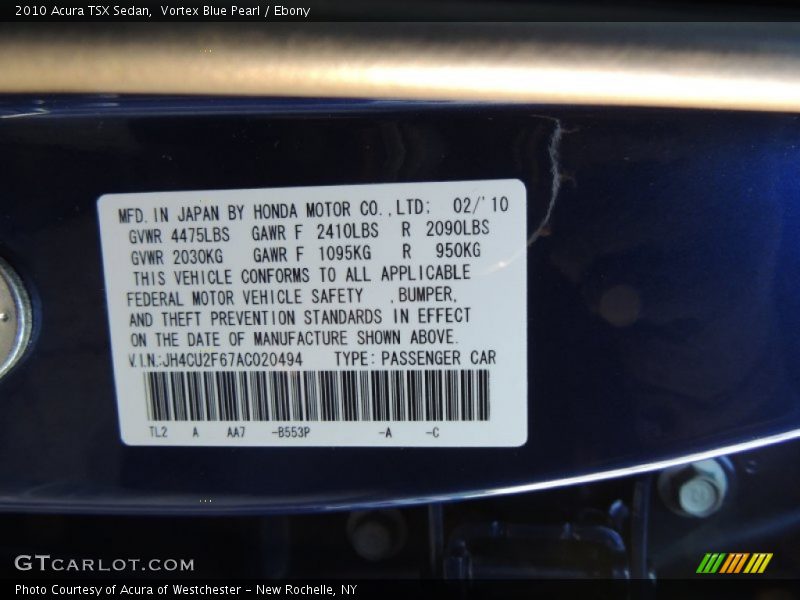 2010 Acura TSX Sedan,  Vortex Blue Pearl / Ebony
MFD. IN JAPAN BY HONDA MOTOR CO., LTD; 02/'10
GVWR 4475LBS GAWR F 2410LBS R 2090LBS
GVWR 2030KG GAWR F 1095KG R 950KG
THIS VEHICLE CONFORMS TO ALL APPLICABLE
FEDERAL MOTOR VEHICLE SAFETY , BUMPER,
AND THEFT PREVENTION STANDARDS IN EFFECT
ON THE DATE OF MANUFACTURE SHOWN ABOVE.
V.I.N.:JH4CU2F67AC020494 TYPE: PASSENGER CAR
TL2 A AA7 -B553P -A -C
GTCARLOT.COM
Photo Courtesy of Acura of Westchester - New Rochelle, NY